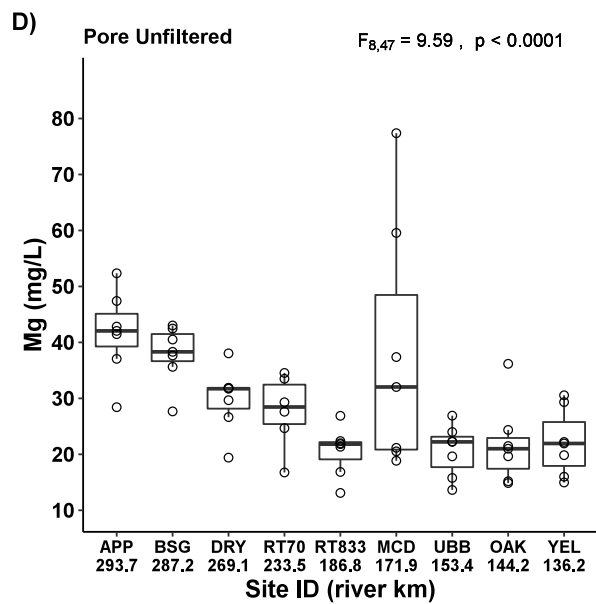 D)
Pore Unfiltered
F8,47 = 9.59 , p < 0.0001
Mg (mg/L)
80
70
60
50
40
30
20
10
APP BSG DRY RT70 RT833 MCD UBB OAK YEL
293.7 287.2 269.1 233.5 186.8 171.9 153.4 144.2 136.2
Site ID (river km)